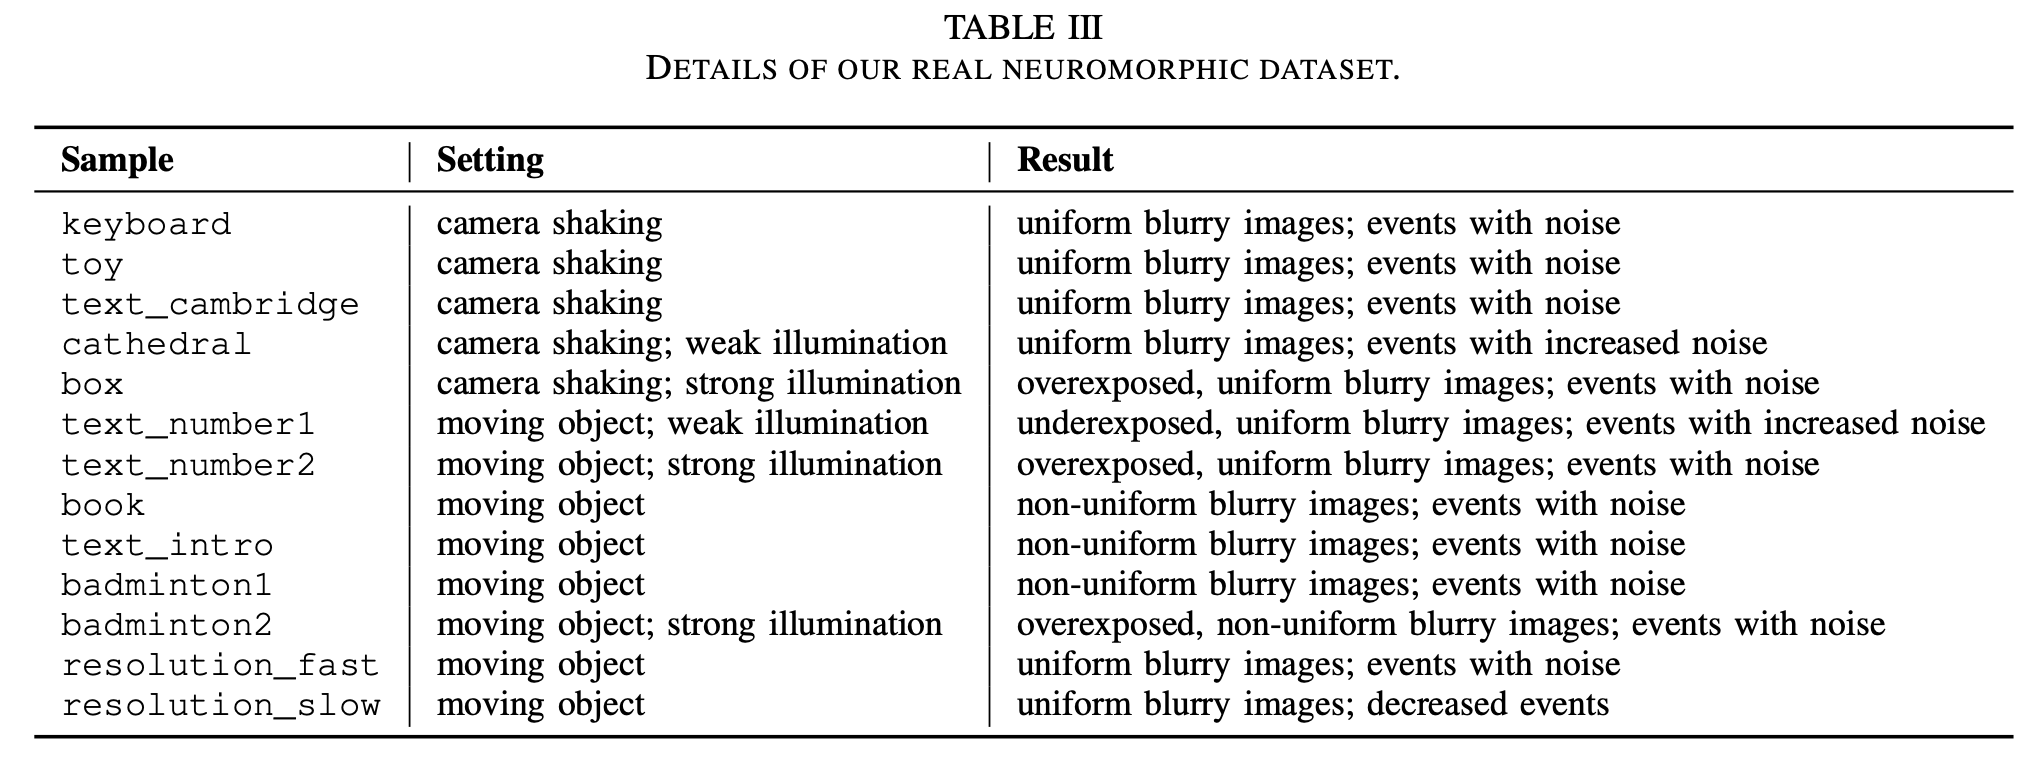 TABLE III
DETAILS OF OUR REAL NEUROMORPHIC DATASET.
Sample Setting Result
keyboard camera shaking uniform blurry images; events with noise
toy camera shaking uniform blurry images; events with noise
text_cambridge camera shaking uniform blurry images; events with noise
cathedral camera shaking; weak illumination uniform blurry images; events with increased noise
box camera shaking; strong illumination overexposed, uniform blurry images; events with noise
text_number1 moving object; weak illumination underexposed, uniform blurry images; events with increased noise
text_number2 moving object; strong illumination overexposed, uniform blurry images; events with noise
book moving object non-uniform blurry images; events with noise
text_intro moving object non-uniform blurry images; events with noise
badminton1 moving object non-uniform blurry images; events with noise
badminton2 moving object; strong illumination overexposed, non-uniform blurry images; events with noise
resolution_fast moving object uniform blurry images; events with noise
resolution_slow moving object uniform blurry images; decreased events